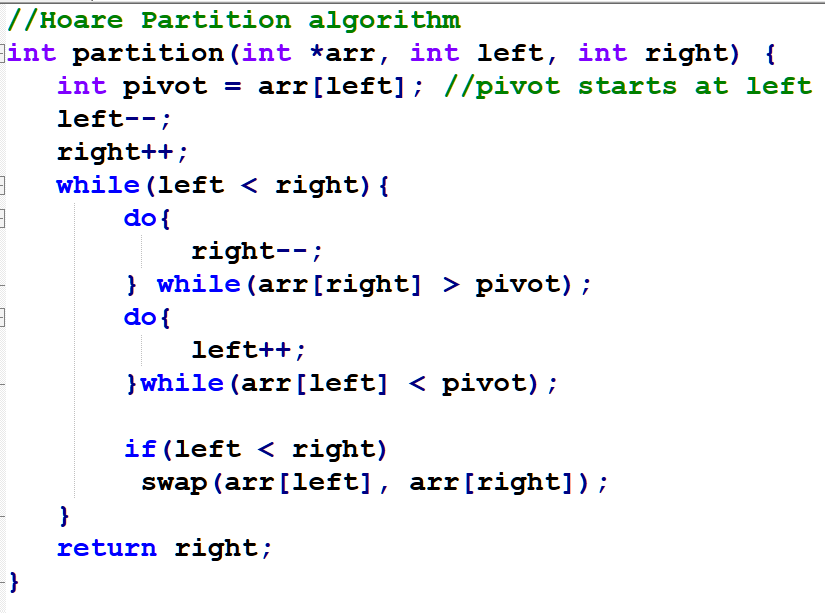 //Hoare Partition algorithm
int partition(int *arr, int left, int right) {
   int pivot = arr[left]; //pivot starts at left
   left--;
   right++;
   while(left < right){
       do{
           right--;
       } while(arr[right] > pivot);
       do{
           left++;
       }while(arr[left] < pivot);

       if(left < right)
        swap(arr[left], arr[right]);
   }
   return right;
}